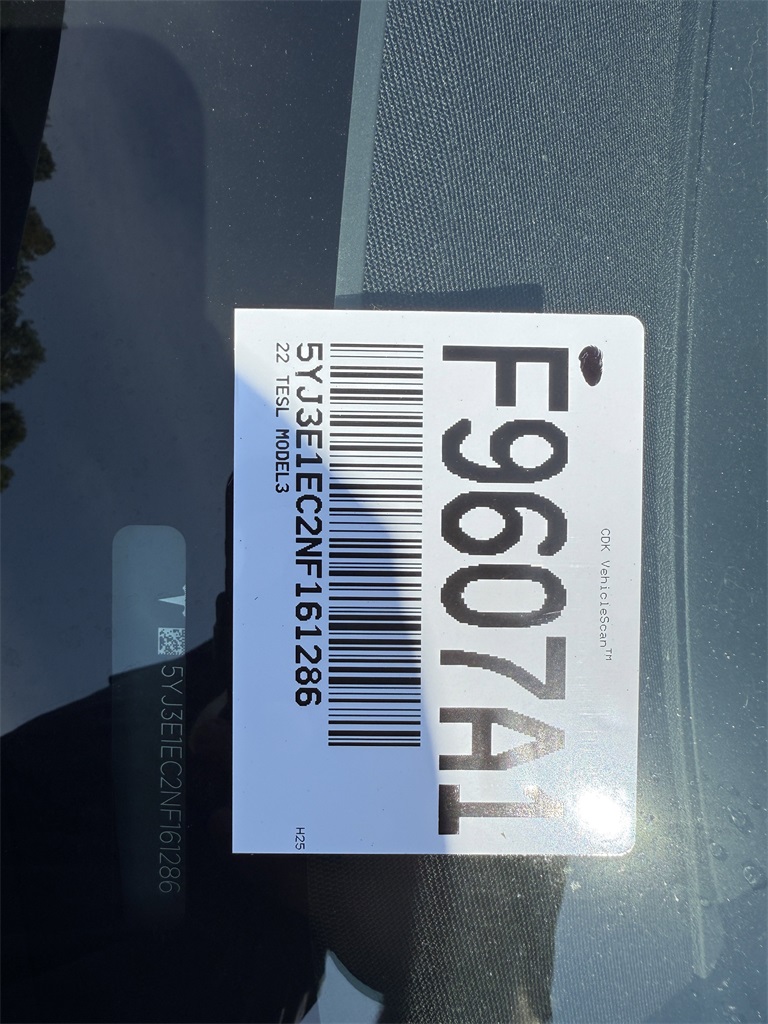 CDK VehicleScan™
F9607A1
5YJ3E1EC2NF161286
22 TESL MODEL3
H25
5YJ3E1EC2NF161286